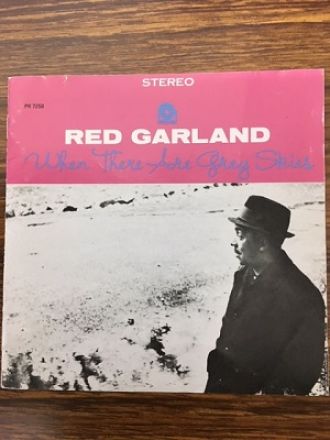 STEREO
PR 7258
RED GARLAND
When There Are Grey Skies